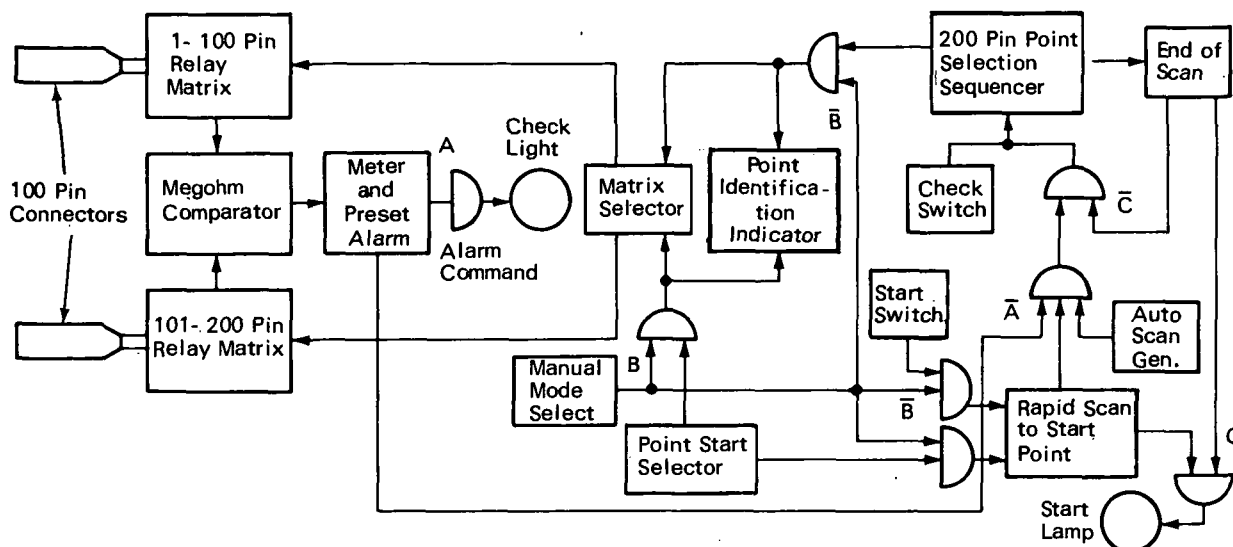 1- 100 Pin
Relay
Matrix
100 Pin
Connectors
Megohm
Comparator
101- 200 Pin
Relay Matrix
Meter
and
Preset
Alarm
A
Alarm
Command
Check
Light
Matrix
Selector
Point
Identifica-
tion
Indicator
B̅
200 Pin Point
Selection
Sequencer
End of
Scan
Check
Switch
C̅
Start
Switch
A̅
Auto
Scan
Gen.
Manual
Mode
Select
B
B̅
Point Start
Selector
Rapid Scan
to Start
Point
C
Start
Lamp